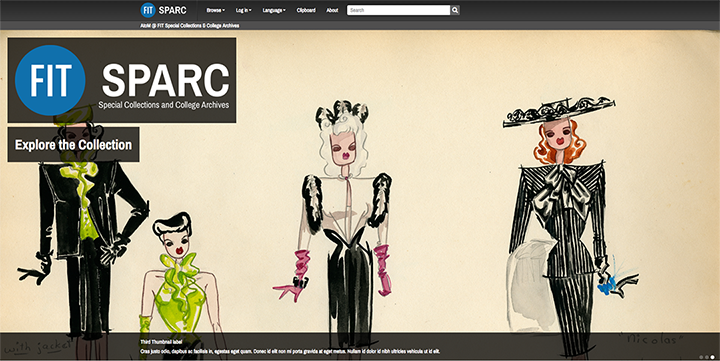 FIT SPARC Browse Log in Language Clipboard About Search
AtoM @ FIT Special Collections & College Archives
FIT SPARC
Special Collections and College Archives
Explore the Collection
with jacket
"Nicolas"
Third Thumbnail label
Cras justo odio, dapibus ac facilisis in, egestas eget quam. Donec id elit non mi porta gravida at eget metus. Nullam id dolor id nibh ultricies vehicula ut id elit.